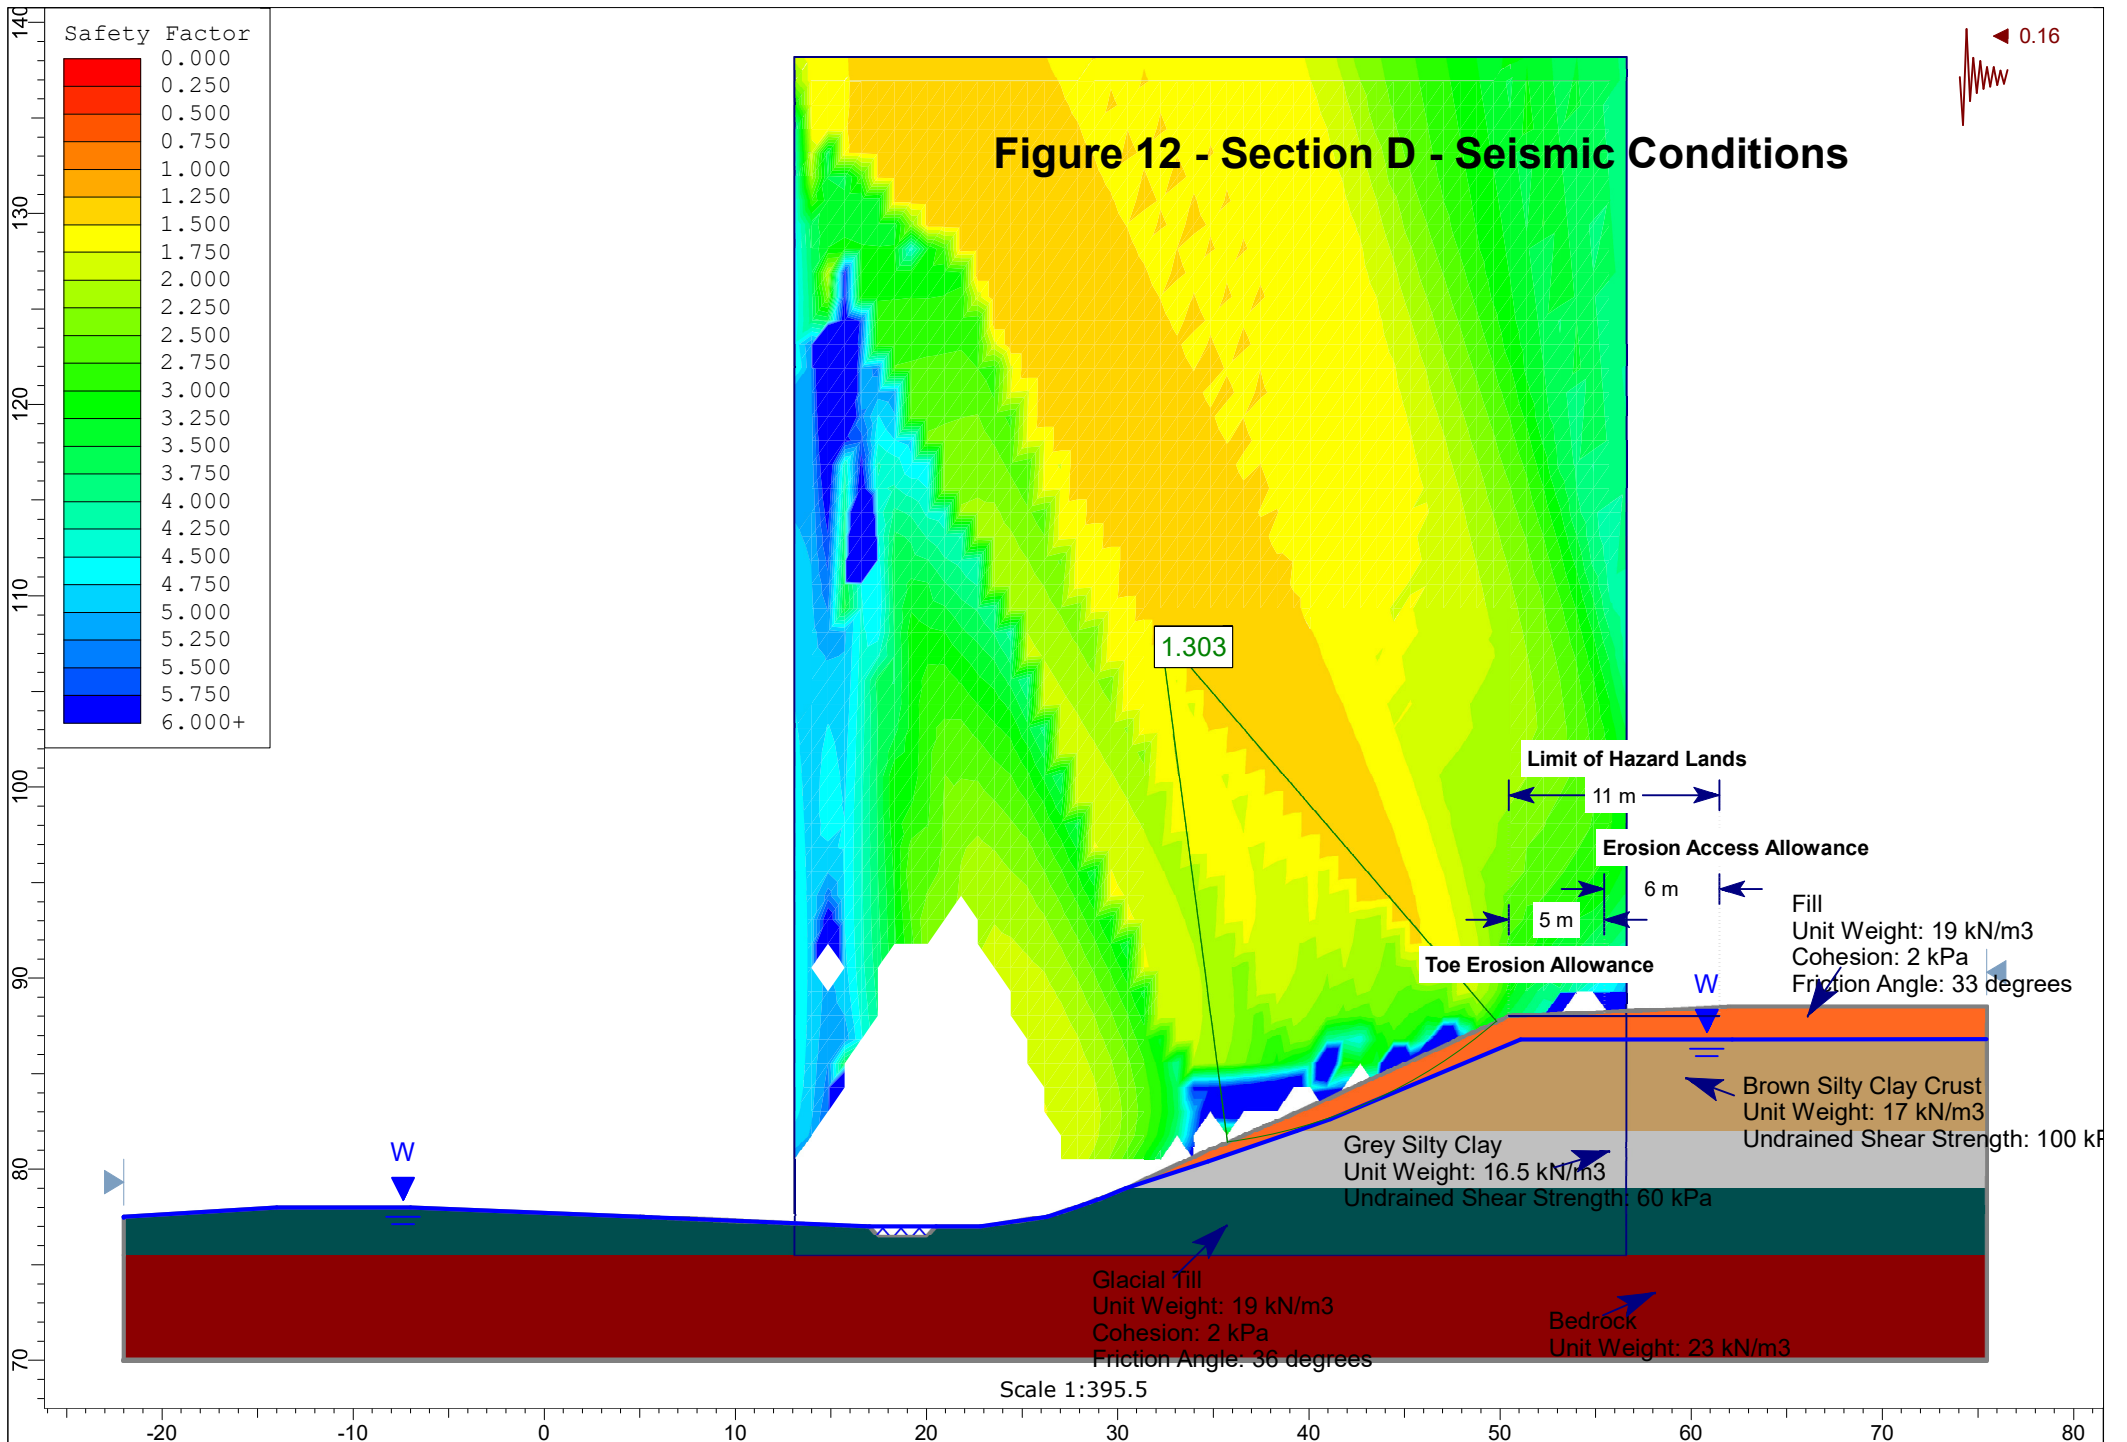 Safety Factor
0.000
0.250
0.500
0.750
1.000
1.250
1.500
1.750
2.000
2.250
2.500
2.750
3.000
3.250
3.500
3.750
4.000
4.250
4.500
4.750
5.000
5.250
5.500
5.750
6.000+
0.16
Figure 12 - Section D - Seismic Conditions
1.303
Limit of Hazard Lands
11 m
Erosion Access Allowance
6 m
5 m
Toe Erosion Allowance
Fill
Unit Weight: 19 kN/m3
Cohesion: 2 kPa
Friction Angle: 33 degrees
W
W
Brown Silty Clay Crust
Unit Weight: 17 kN/m3
Undrained Shear Strength: 100 kP
Grey Silty Clay
Unit Weight: 16.5 kN/m3
Undrained Shear Strength: 60 kPa
Glacial Till
Unit Weight: 19 kN/m3
Cohesion: 2 kPa
Friction Angle: 36 degrees
Bedrock
Unit Weight: 23 kN/m3
Scale 1:395.5
140
130
120
110
100
90
80
70
-20 -10 0 10 20 30 40 50 60 70 80